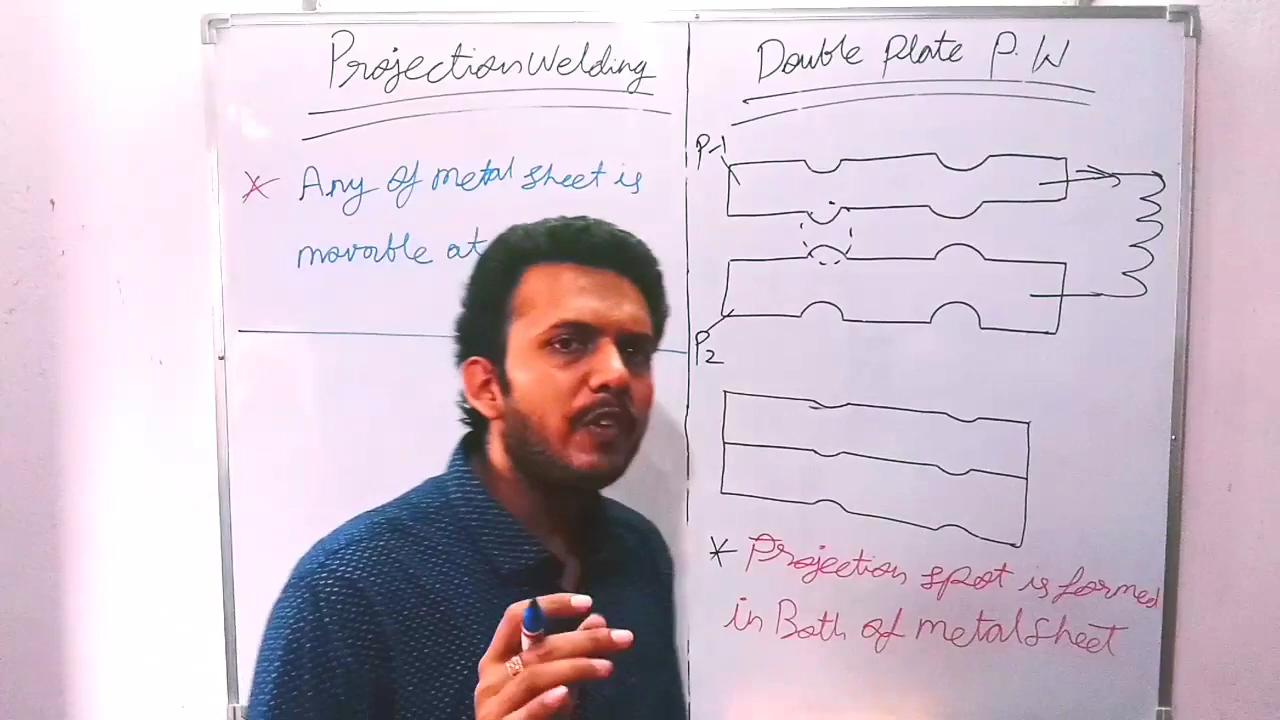 Projection Welding
* Any of metal sheet is
movable at
Double Plate P.W
P-1
P2
* Projection spot is formed
in Both of metal sheet